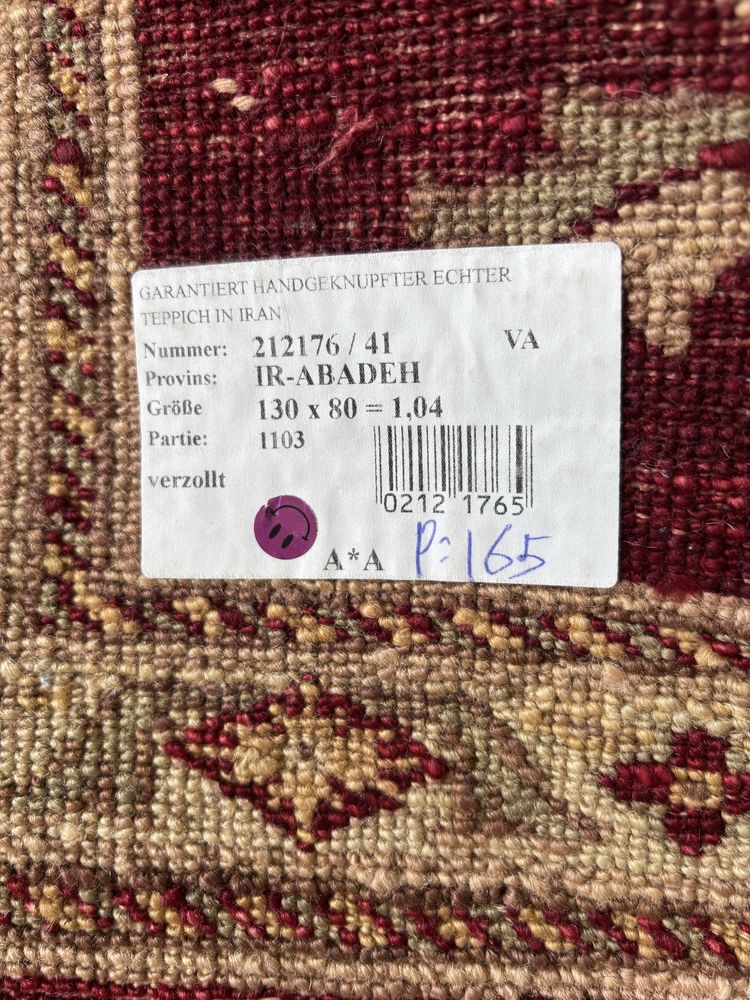 GARANTIERT HANDGEKNUPFTER ECHTER
TEPPICH IN IRAN
Nummer: 212176 / 41 VA
Provins: IR-ABADEH
Größe 130 x 80 = 1,04
Partie: 1103
verzollt
0212 1765
A*A P: 165